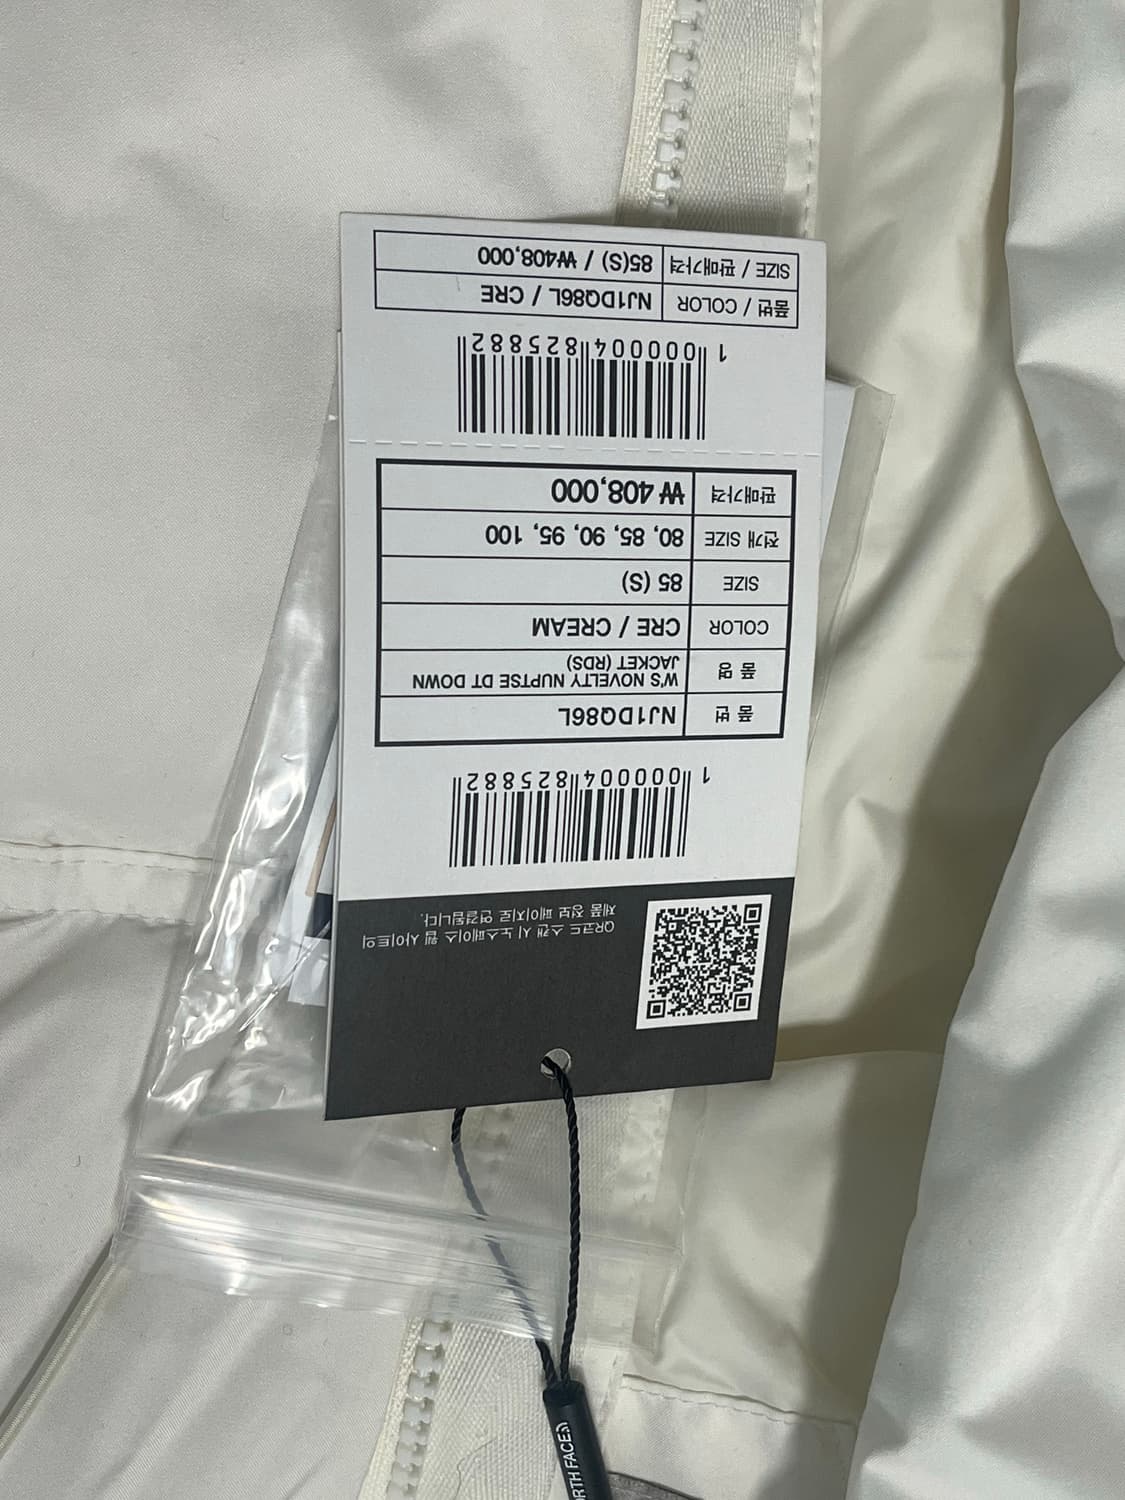 QR코드 스캔 시 노스페이스 웹 사이트의
제품 정보 페이지로 연결됩니다.
1 000004 825882
품 번 NJ1DQ86L
품 명 W'S NOVELTY NUPTSE DT DOWN
JACKET (RDS)
COLOR CRE / CREAM
SIZE 85 (S)
전개 SIZE 80, 85, 90, 95, 100
판매가격 ₩ 408,000
1 000004 825882
품번 / COLOR NJ1DQ86L / CRE
SIZE / 판매가격 85(S) / ₩408,000
ORTH FACE